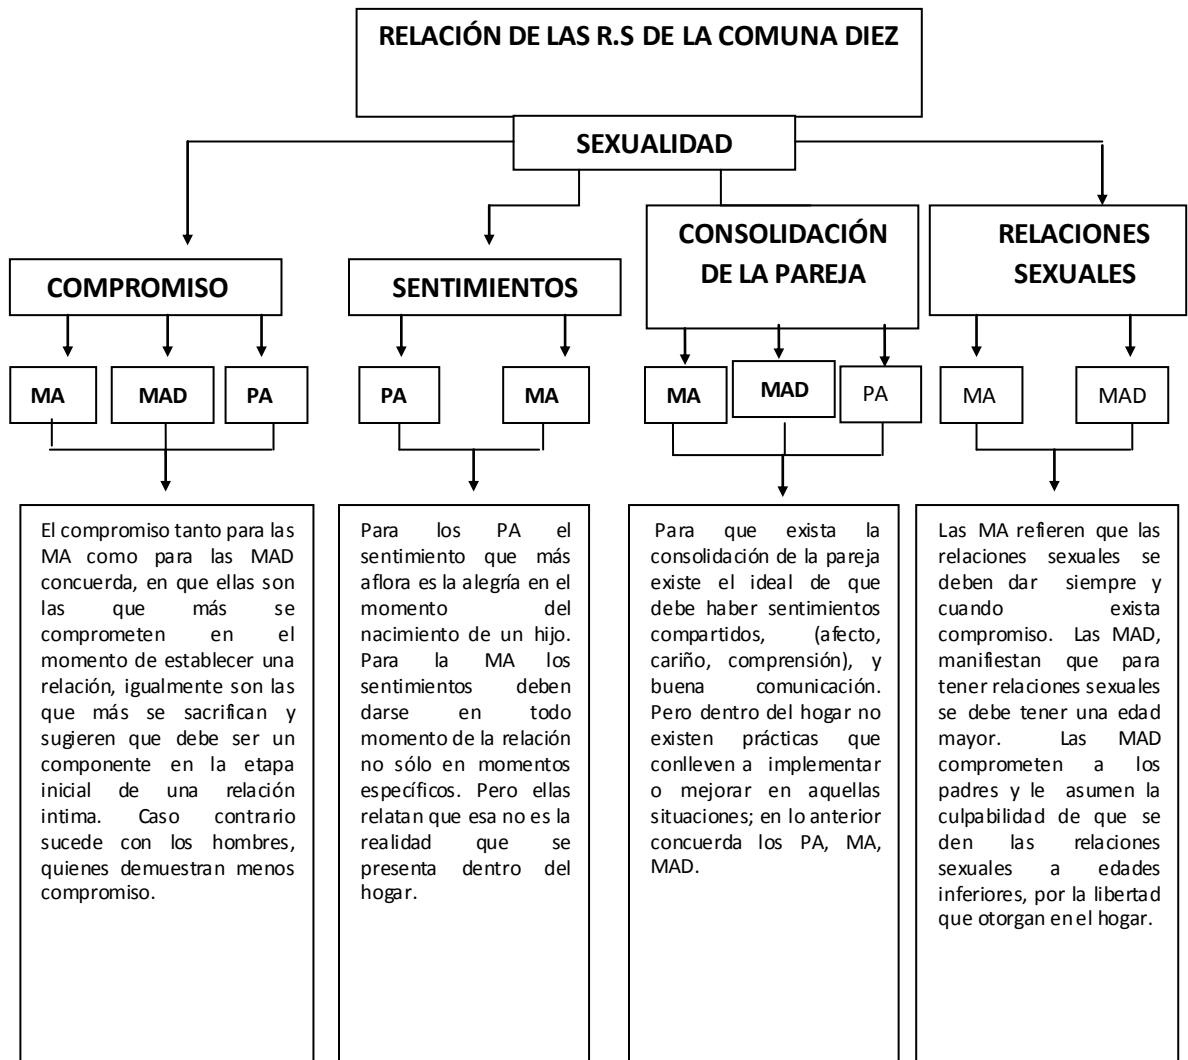 RELACIÓN DE LAS R.S DE LA COMUNA DIEZ
SEXUALIDAD
COMPROMISO
MA
MAD
PA
El compromiso tanto para las
MA como para las MAD
concuerda, en que ellas son
las que más se
comprometen en el
momento de establecer una
relación, igualmente son las
que más se sacrifican y
sugieren que debe ser un
componente en la etapa
inicial de una relación
intima. Caso contrario
sucede con los hombres,
quienes demuestran menos
compromiso.
SENTIMIENTOS
PA
MA
Para los PA el
sentimiento que más
aflora es la alegría en el
momento del
nacimiento de un hijo.
Para la MA los
sentimientos deben
darse en todo
momento de la relación
no sólo en momentos
específicos. Pero ellas
relatan que esa no es la
realidad que se
presenta dentro del
hogar.
CONSOLIDACIÓN
DE LA PAREJA
MA
MAD
PA
Para que exista la
consolidación de la pareja
existe el ideal de que
debe haber sentimientos
compartidos, (afecto,
cariño, comprensión), y
buena comunicación.
Pero dentro del hogar no
existen prácticas que
conlleven a implementar
o mejorar en aquellas
situaciones; en lo anterior
concuerda los PA, MA,
MAD.
RELACIONES
SEXUALES
MA
MAD
Las MA refieren que las
relaciones sexuales se
deben dar siempre y
cuando exista
compromiso. Las MAD,
manifiestan que para
tener relaciones sexuales
se debe tener una edad
mayor. Las MAD
comprometen a los
padres y le asumen la
culpabilidad de que se
den las relaciones
sexuales a edades
inferiores, por la libertad
que otorgan en el hogar.